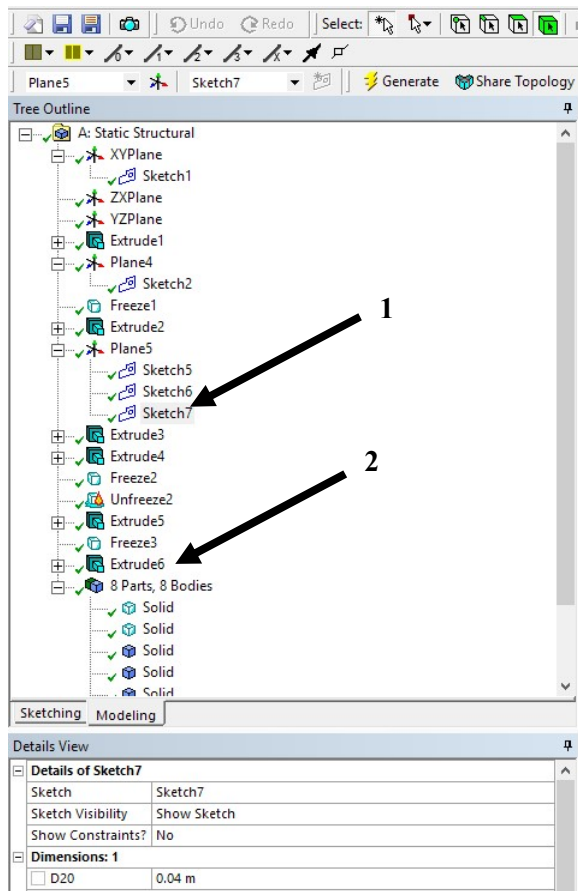 Undo Redo Select:
Plane5 Sketch7 Generate Share Topology
Tree Outline
A: Static Structural
XYPlane
Sketch1
ZXPlane
YZPlane
Extrude1
Plane4
Sketch2
Freeze1
1
Extrude2
Plane5
Sketch5
Sketch6
Sketch7
Extrude3
Extrude4
2
Freeze2
Unfreeze2
Extrude5
Freeze3
Extrude6
8 Parts, 8 Bodies
Solid
Solid
Solid
Solid
Solid
Sketching Modeling
Details View
Details of Sketch7
Sketch Sketch7
Sketch Visibility Show Sketch
Show Constraints? No
Dimensions: 1
D20 0.04 m